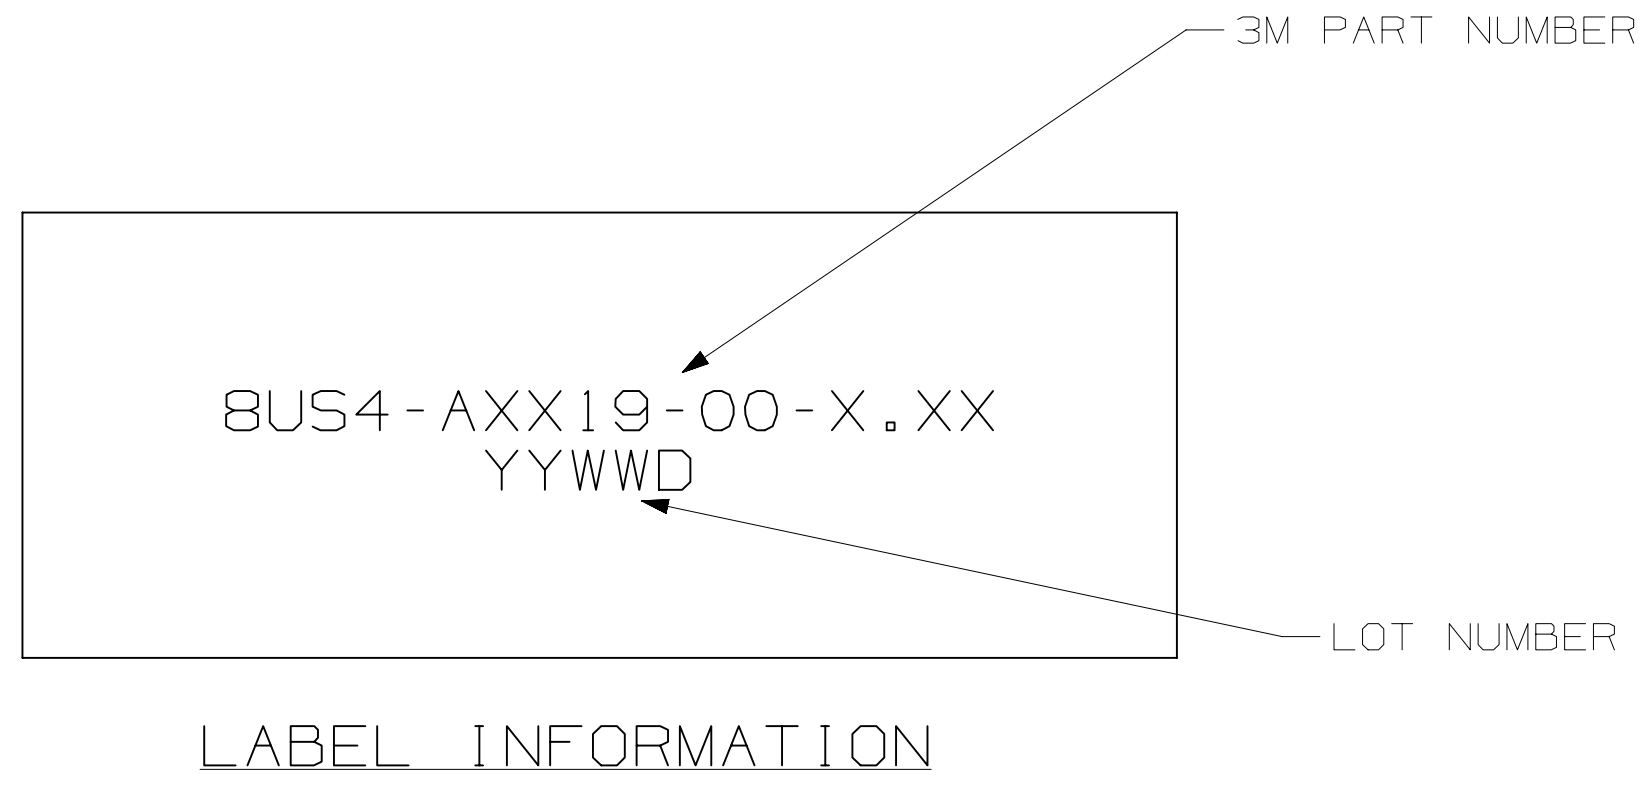 3M PART NUMBER
8US4-AXX19-00-X.XX
YYWWD
LOT NUMBER
LABEL INFORMATION